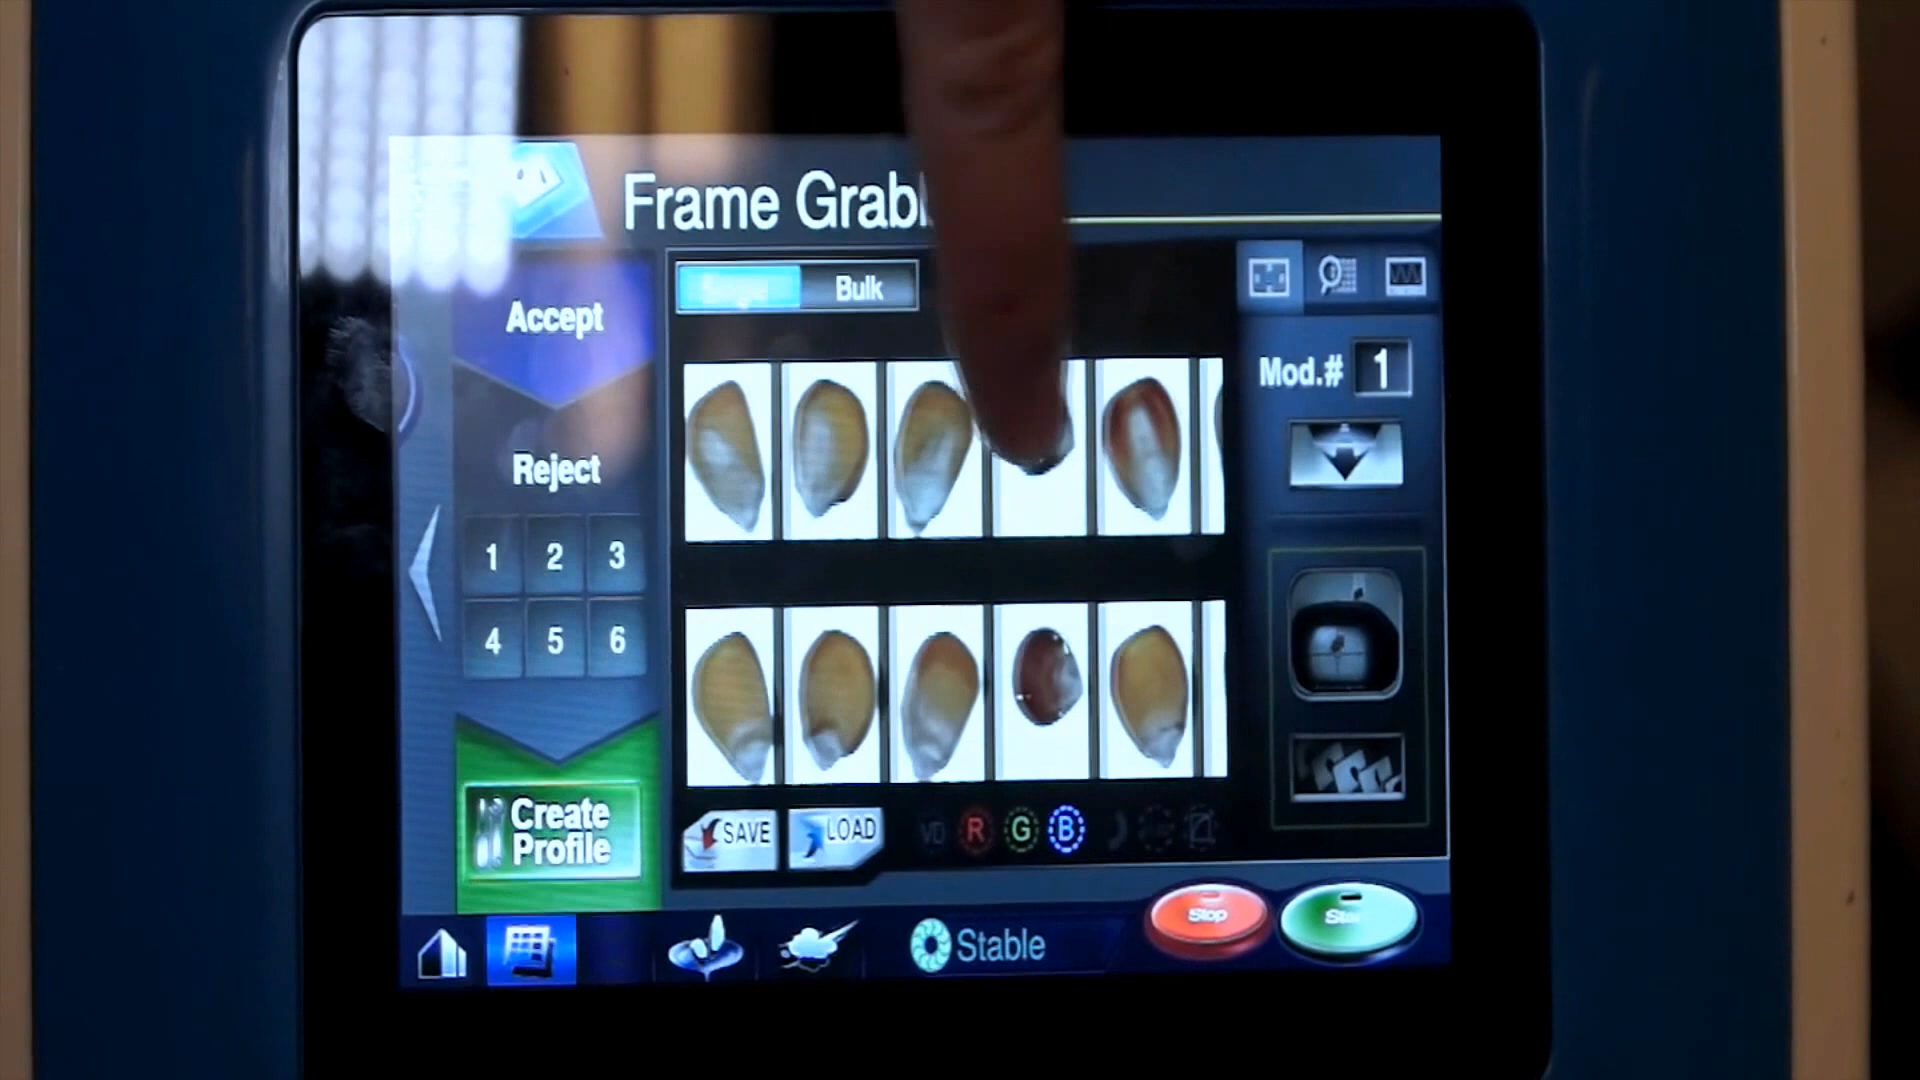 Frame Grab
Bulk
Accept
Mod.# 1
Reject
1 2 3
4 5 6
Create
Profile
SAVE LOAD VD R G B
Stable
Stop